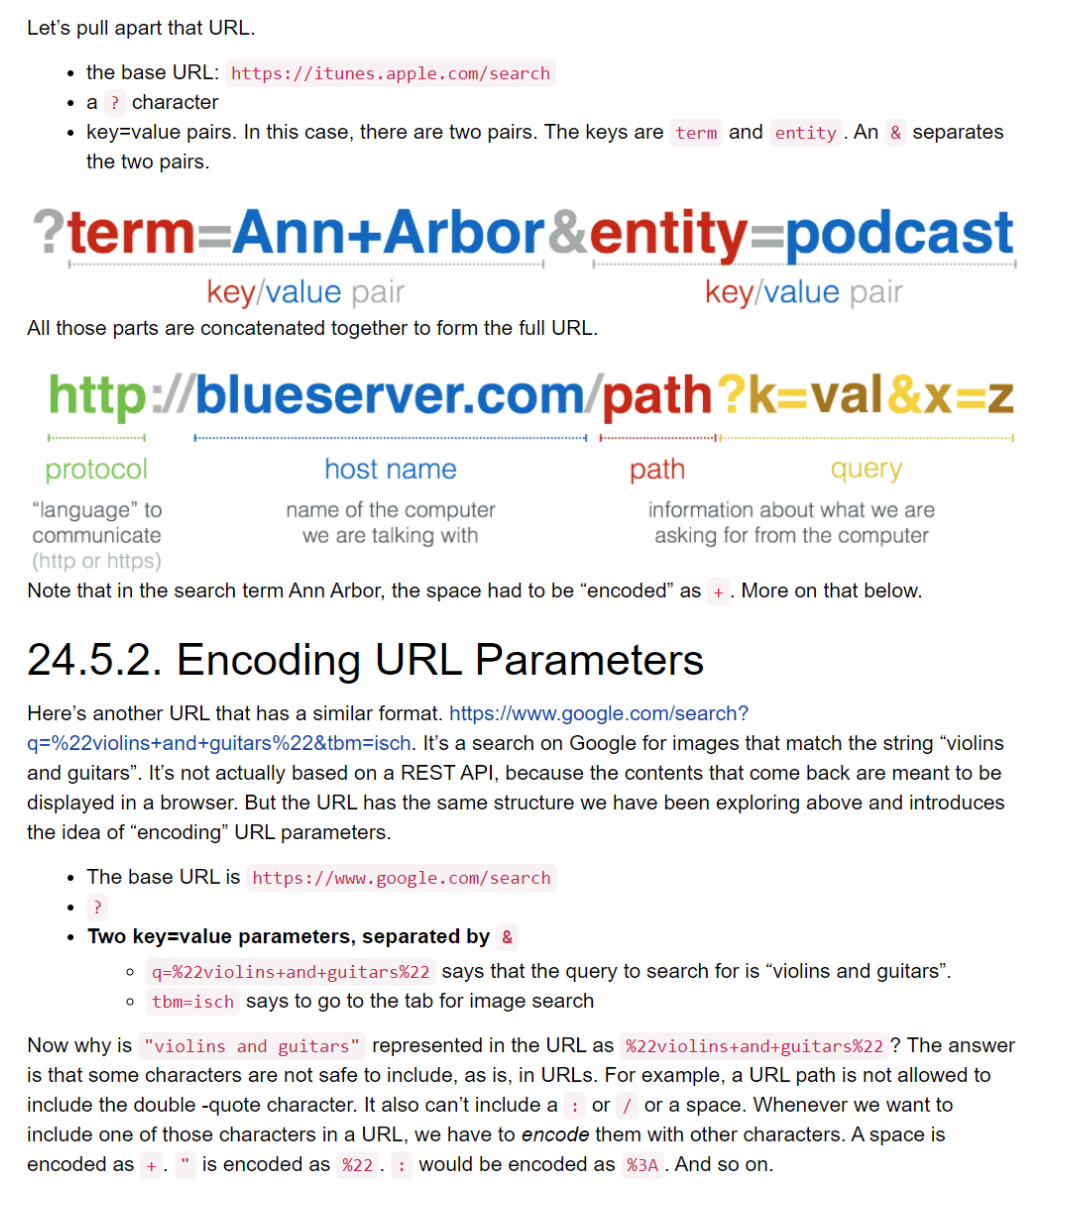 Let’s pull apart that URL.
• the base URL: https://itunes.apple.com/search
• a ? character
• key=value pairs. In this case, there are two pairs. The keys are term and entity . An & separates
the two pairs.
?term=Ann+Arbor&entity=podcast
key/value pair key/value pair
All those parts are concatenated together to form the full URL.
http://blueserver.com/path?k=val&x=z
protocol host name path query
“language” to name of the computer information about what we are
communicate we are talking with asking for from the computer
(http or https)
Note that in the search term Ann Arbor, the space had to be “encoded” as + . More on that below.
24.5.2. Encoding URL Parameters
Here’s another URL that has a similar format. https://www.google.com/search?
q=%22violins+and+guitars%22&tbm=isch. It’s a search on Google for images that match the string “violins
and guitars”. It’s not actually based on a REST API, because the contents that come back are meant to be
displayed in a browser. But the URL has the same structure we have been exploring above and introduces
the idea of “encoding” URL parameters.
• The base URL is https://www.google.com/search
• ?
• Two key=value parameters, separated by &
◦ q=%22violins+and+guitars%22 says that the query to search for is “violins and guitars”.
◦ tbm=isch says to go to the tab for image search
Now why is "violins and guitars" represented in the URL as %22violins+and+guitars%22 ? The answer
is that some characters are not safe to include, as is, in URLs. For example, a URL path is not allowed to
include the double -quote character. It also can’t include a : or / or a space. Whenever we want to
include one of those characters in a URL, we have to encode them with other characters. A space is
encoded as + . " is encoded as %22 . : would be encoded as %3A . And so on.